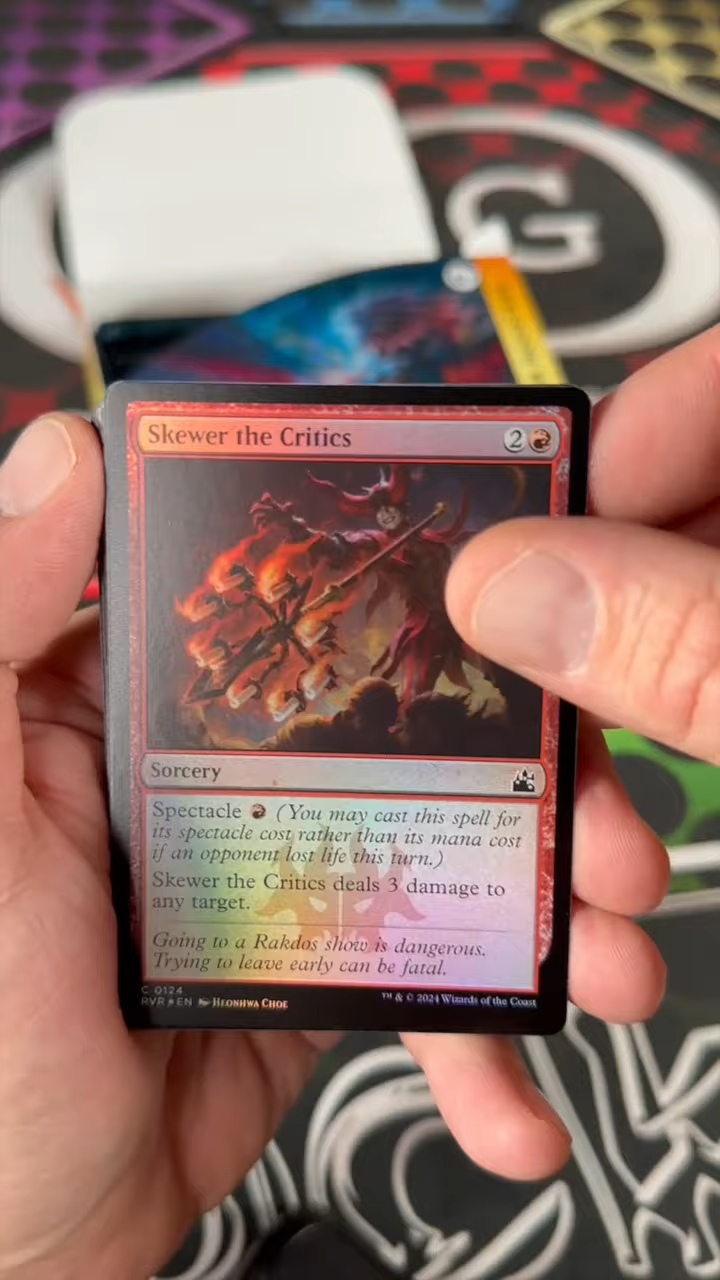 G
Skewer the Critics 2
Sorcery
Spectacle (You may cast this spell for
its spectacle cost rather than its mana cost
if an opponent lost life this turn.)
Skewer the Critics deals 3 damage to
any target.
Going to a Rakdos show is dangerous.
Trying to leave early can be fatal.
C 0124
RVR★EN Heonhwa Choe
™ & © 2024 Wizards of the Coast